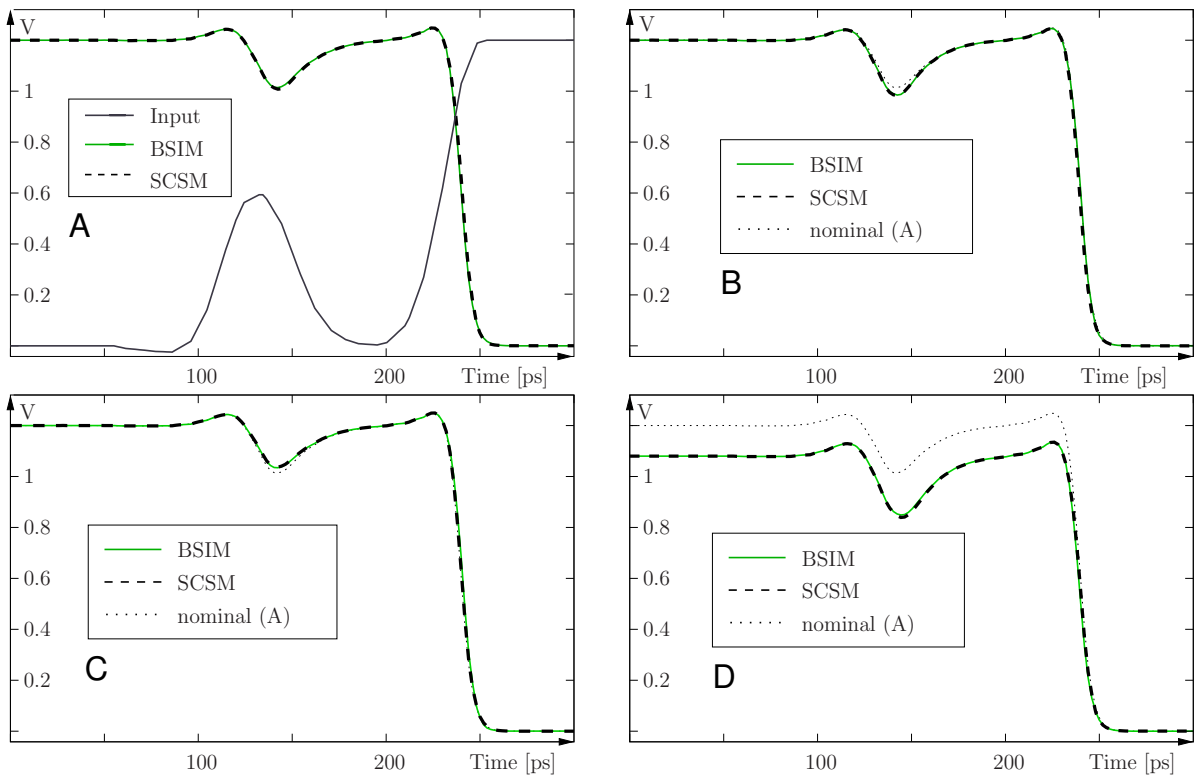 V
1
0.8
0.6
0.4
0.2
Input
BSIM
SCSM
A
100
200
Time [ps]
V
1
0.8
0.6
0.4
0.2
BSIM
SCSM
nominal (A)
B
100
200
Time [ps]
V
1
0.8
0.6
0.4
0.2
BSIM
SCSM
nominal (A)
C
100
200
Time [ps]
V
1
0.8
0.6
0.4
0.2
BSIM
SCSM
nominal (A)
D
100
200
Time [ps]